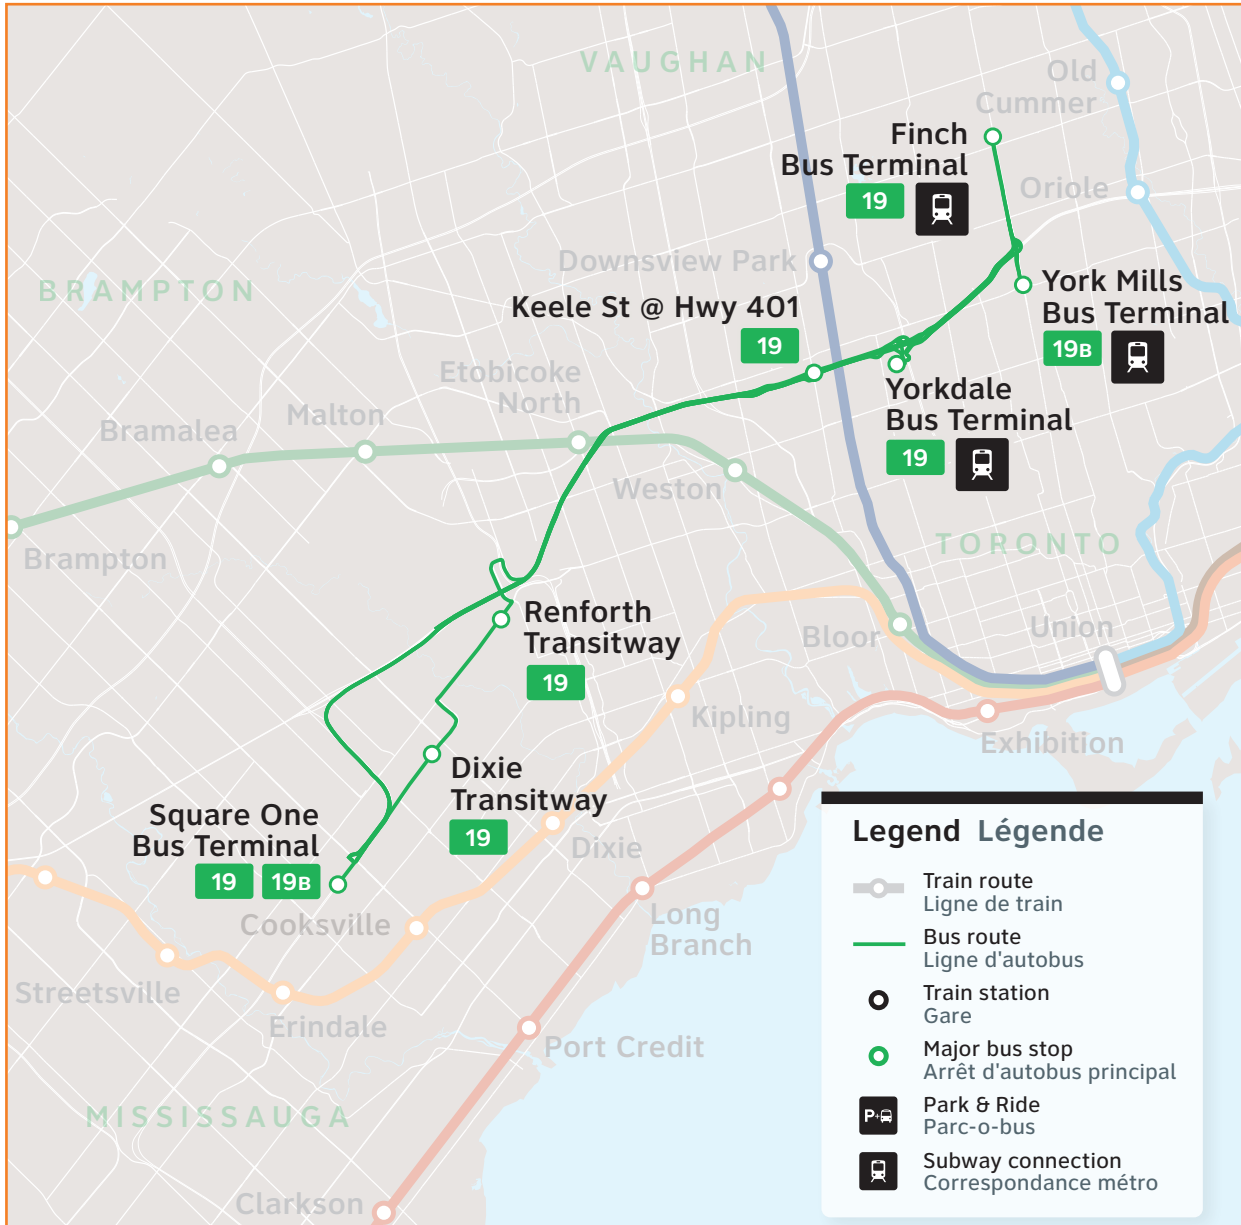 VAUGHAN
Old
Cummer
Finch
Bus Terminal
19
Oriole
Downsview Park
BRAMPTON
Keele St @ Hwy 401
19
York Mills
Bus Terminal
19B
Etobicoke
North
Malton
Bramalea
Yorkdale
Bus Terminal
19
Weston
Brampton
TORONTO
Renforth
Transitway
19
Bloor
Union
Kipling
Exhibition
Dixie
Transitway
19
Square One
Bus Terminal
19 19B
Dixie
Cooksville
Long
Branch
Streetsville
Erindale
Port Credit
MISSISSAUGA
Clarkson
Legend Légende
Train route
Ligne de train
Bus route
Ligne d'autobus
Train station
Gare
Major bus stop
Arrêt d'autobus principal
P+
Park & Ride
Parc-o-bus
Subway connection
Correspondance métro